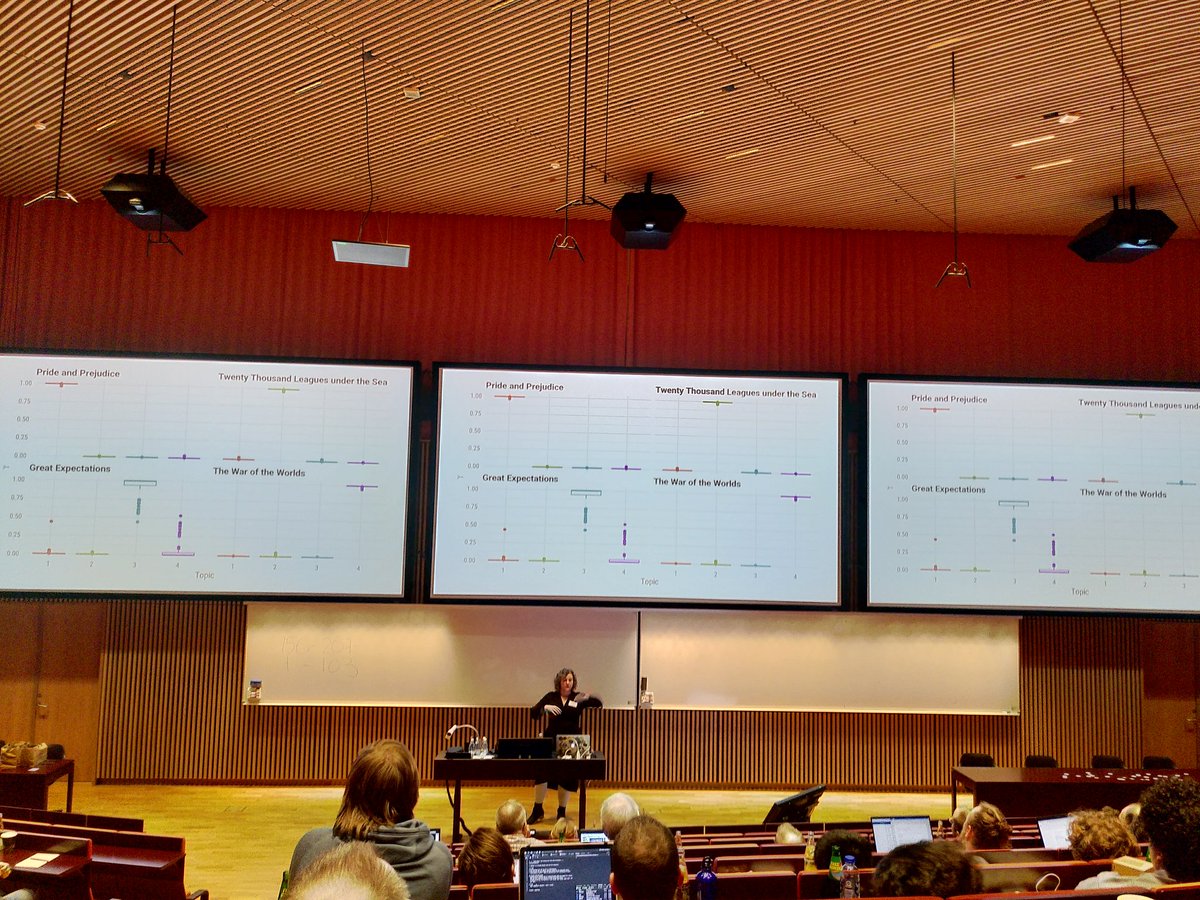 Pride and Prejudice
Twenty Thousand Leagues under the Sea
1.00
0.75
0.50
0.25
0.00
Great Expectations
The War of the Worlds
1.00
0.75
0.50
0.25
0.00
1 2 3 4 1 2 3 4
Topic
Pride and Prejudice
Twenty Thousand Leagues under the Sea
1.00
0.75
0.50
0.25
0.00
Great Expectations
The War of the Worlds
1.00
0.75
0.50
0.25
0.00
1 2 3 4 1 2 3 4
Topic
Pride and Prejudice
Twenty Thousand Leagues unde
1.00
0.75
0.50
0.25
0.00
Great Expectations
The War of the Worlds
1.00
0.75
0.50
0.25
0.00
1 2 3 4 1 2 3
Topic